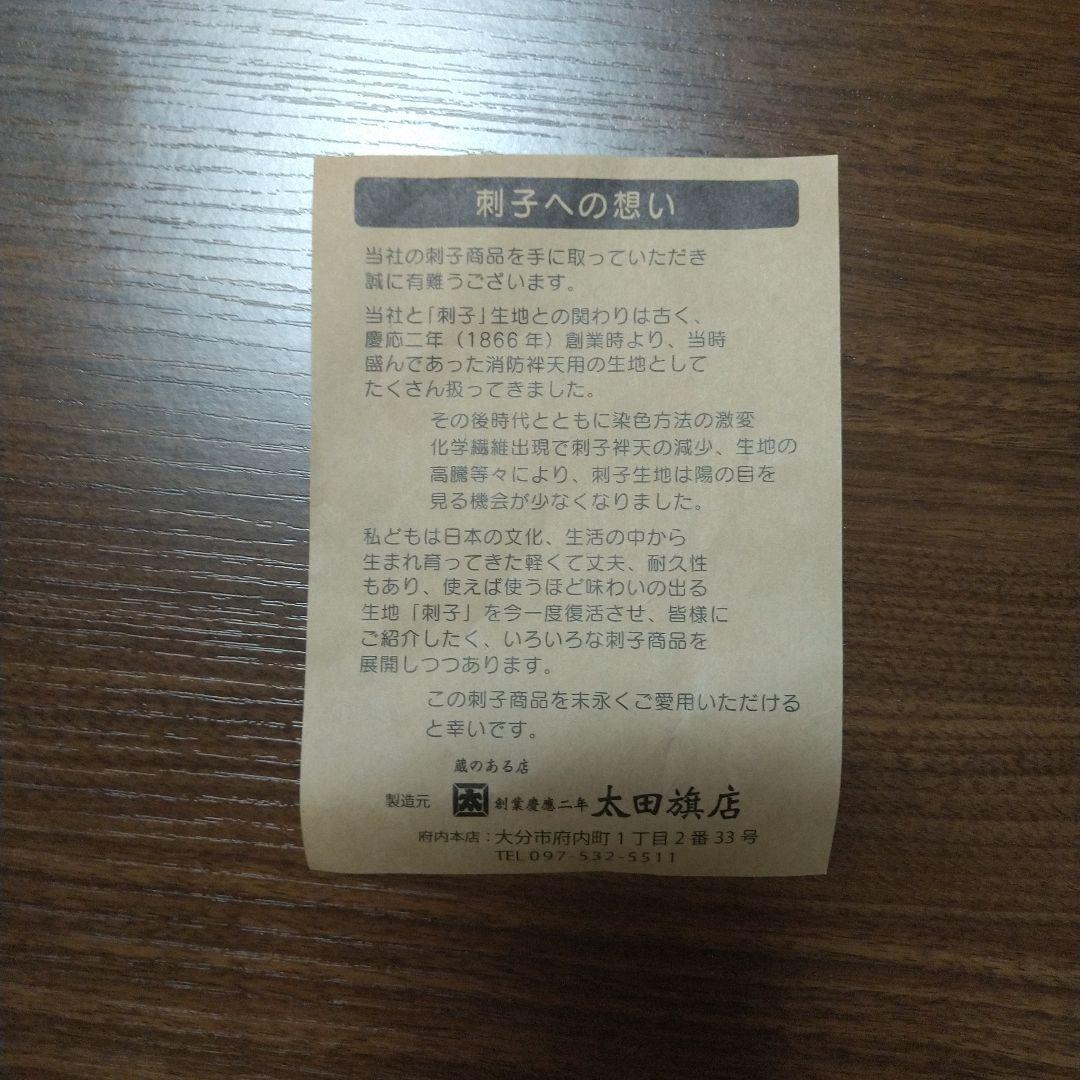 刺子への想い
当社の刺子商品を手に取っていただき
誠に有難うございます。
当社と「刺子」生地との関わりは古く、
慶応二年（1866年）創業時より、当時
盛んであった消防袢天用の生地として
たくさん扱ってきました。
その後時代とともに染色方法の激変
化学繊維出現で刺子袢天の減少、生地の
高騰等々により、刺子生地は陽の目を
見る機会が少なくなりました。
私どもは日本の文化、生活の中から
生まれ育ってきた軽くて丈夫、耐久性
もあり、使えば使うほど味わいの出る
生地「刺子」を今一度復活させ、皆様に
ご紹介したく、いろいろな刺子商品を
展開しつつあります。
この刺子商品を末永くご愛用いただける
と幸いです。
蔵のある店
製造元 太 創業慶應二年 太田旗店
府内本店：大分市府内町1丁目2番33号
TEL 097-532-5511